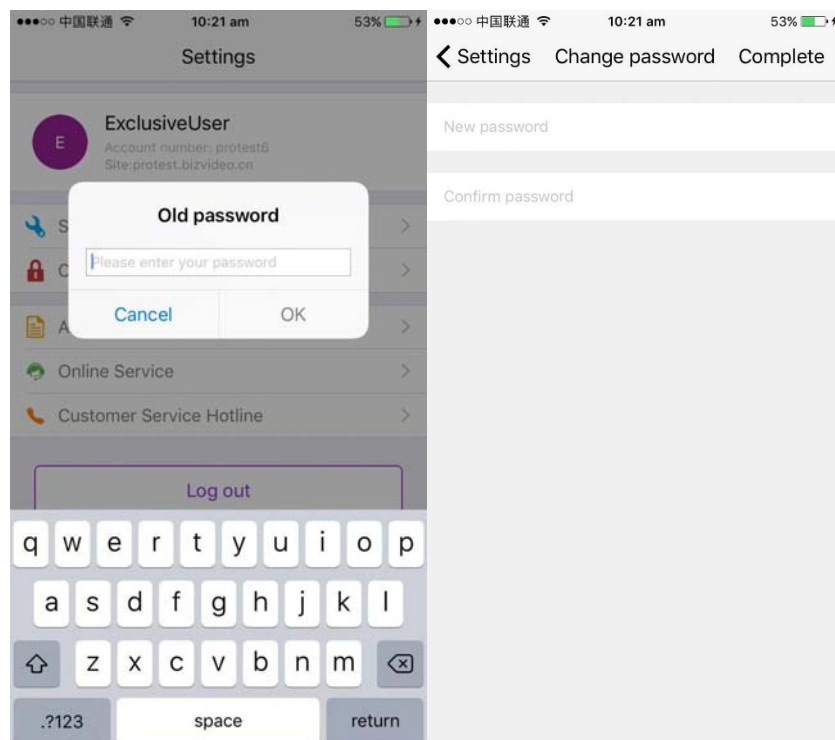 中国联通
10:21 am
53%
Settings
E
ExclusiveUser
Account number: protest6
Site:protest.bizvideo.cn
Old password
Please enter your password
Cancel
OK
S
C
A
Online Service
Customer Service Hotline
Log out
q w e r t y u i o p
a s d f g h j k l
z x c v b n m
.?123
space
return
中国联通
10:21 am
53%
Settings
Change password
Complete
New password
Confirm password